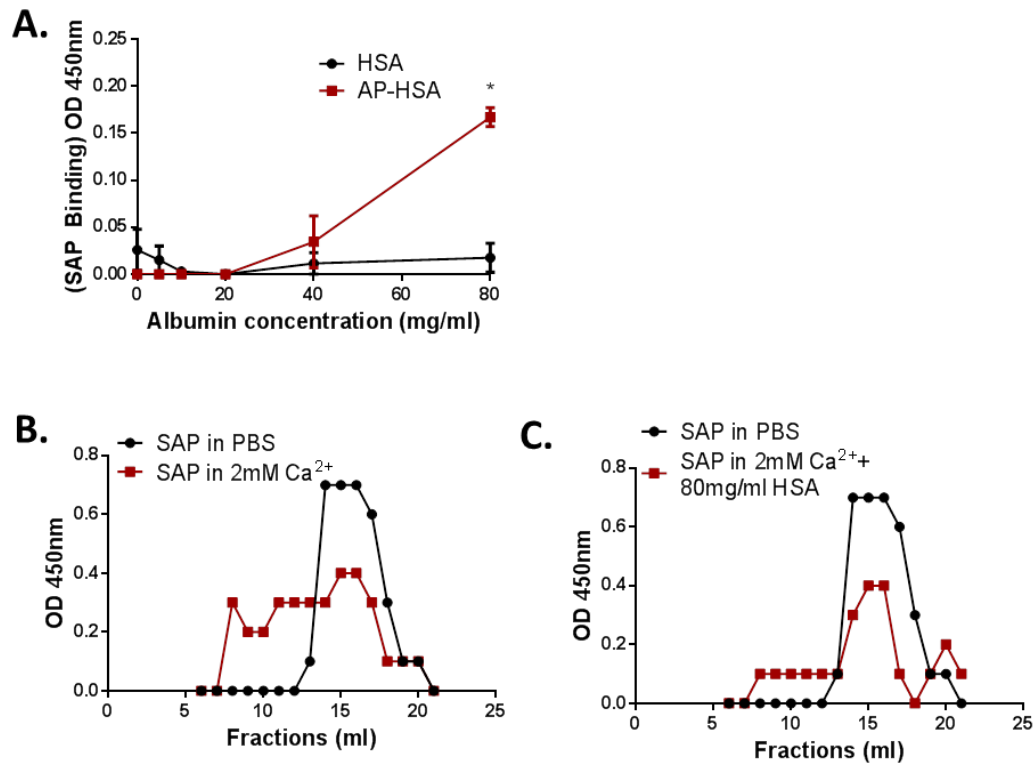 A.
0.25
0.20
0.15
0.10
0.05
0.00
(SAP Binding) OD 450nm
HSA
AP-HSA
*
0 20 40 60 80
Albumin concentration (mg/ml)
B.
SAP in PBS
SAP in 2mM Ca²⁺
0.8
0.6
0.4
0.2
0.0
OD 450nm
0 5 10 15 20 25
Fractions (ml)
C.
SAP in PBS
SAP in 2mM Ca²⁺+
80mg/ml HSA
0.8
0.6
0.4
0.2
0.0
OD 450nm
0 5 10 15 20 25
Fractions (ml)